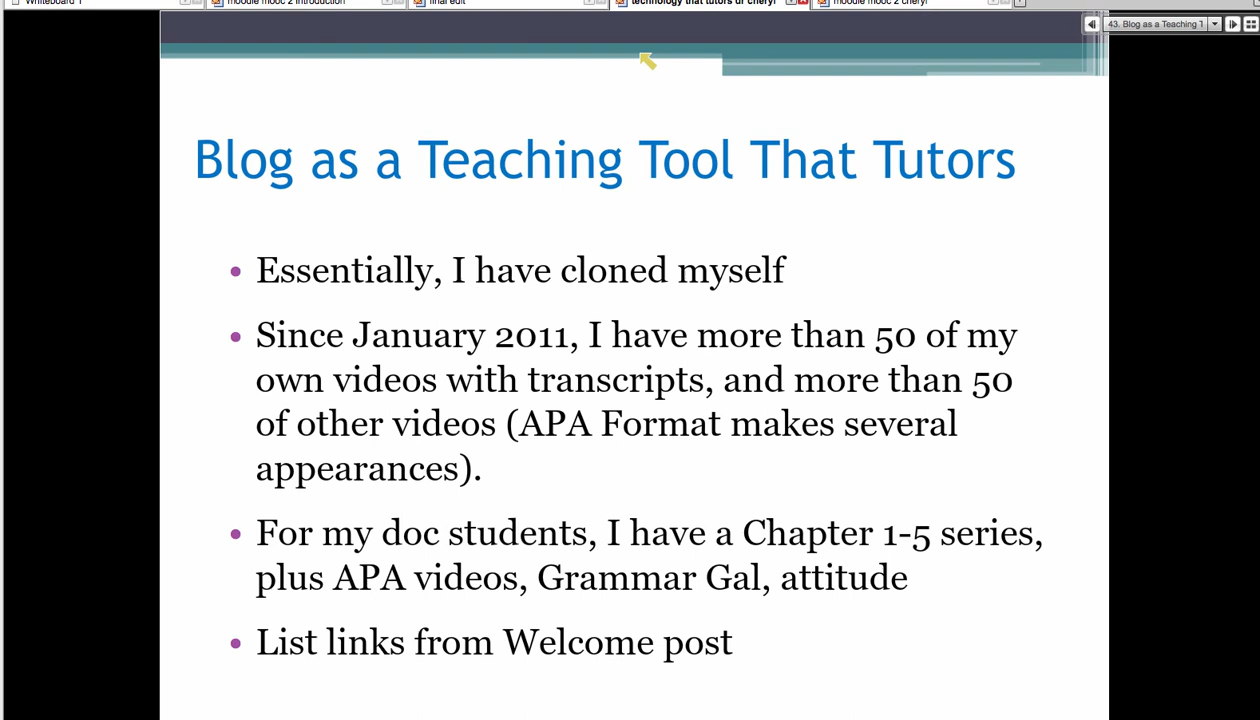 Whiteboard 1
moodle mooc 2 introduction
final edit
technology that tutors dr cheryl
moodle mooc 2 cheryl
43. Blog as a Teaching T
Blog as a Teaching Tool That Tutors
• Essentially, I have cloned myself
• Since January 2011, I have more than 50 of my
own videos with transcripts, and more than 50
of other videos (APA Format makes several
appearances).
• For my doc students, I have a Chapter 1-5 series,
plus APA videos, Grammar Gal, attitude
• List links from Welcome post